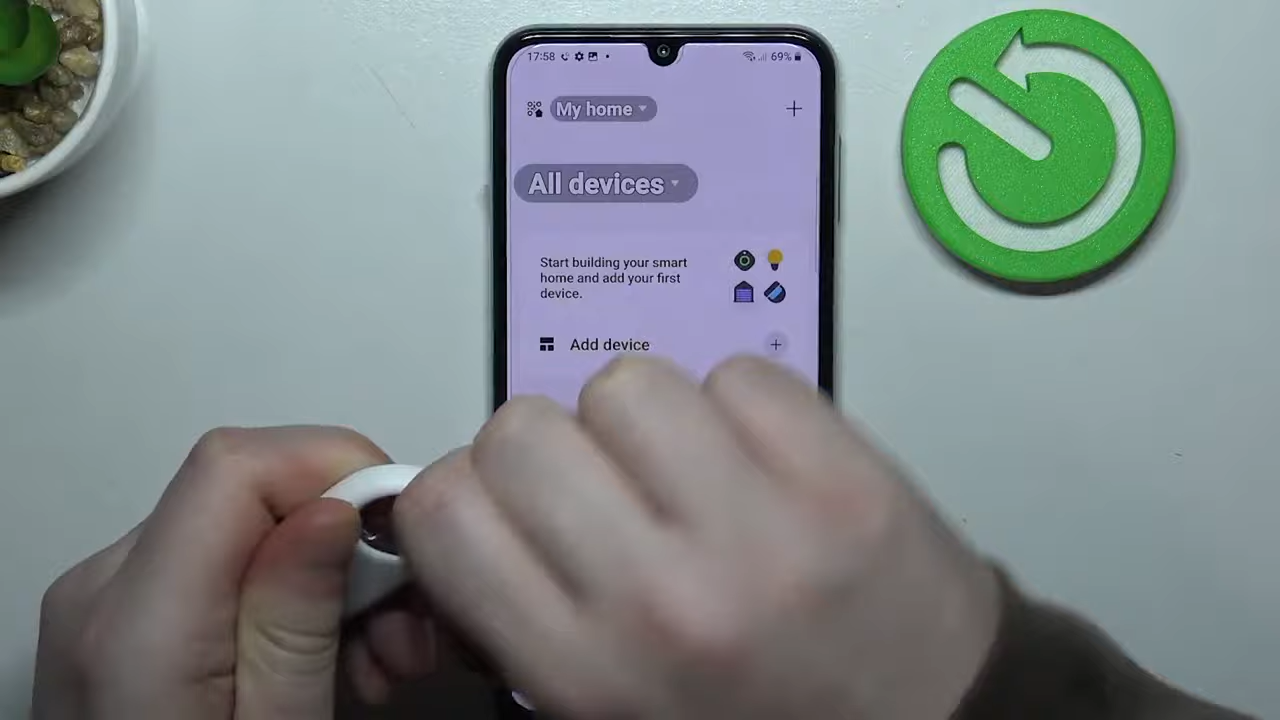 17:58
69%
My home
All devices
Start building your smart
home and add your first
device.
Add device